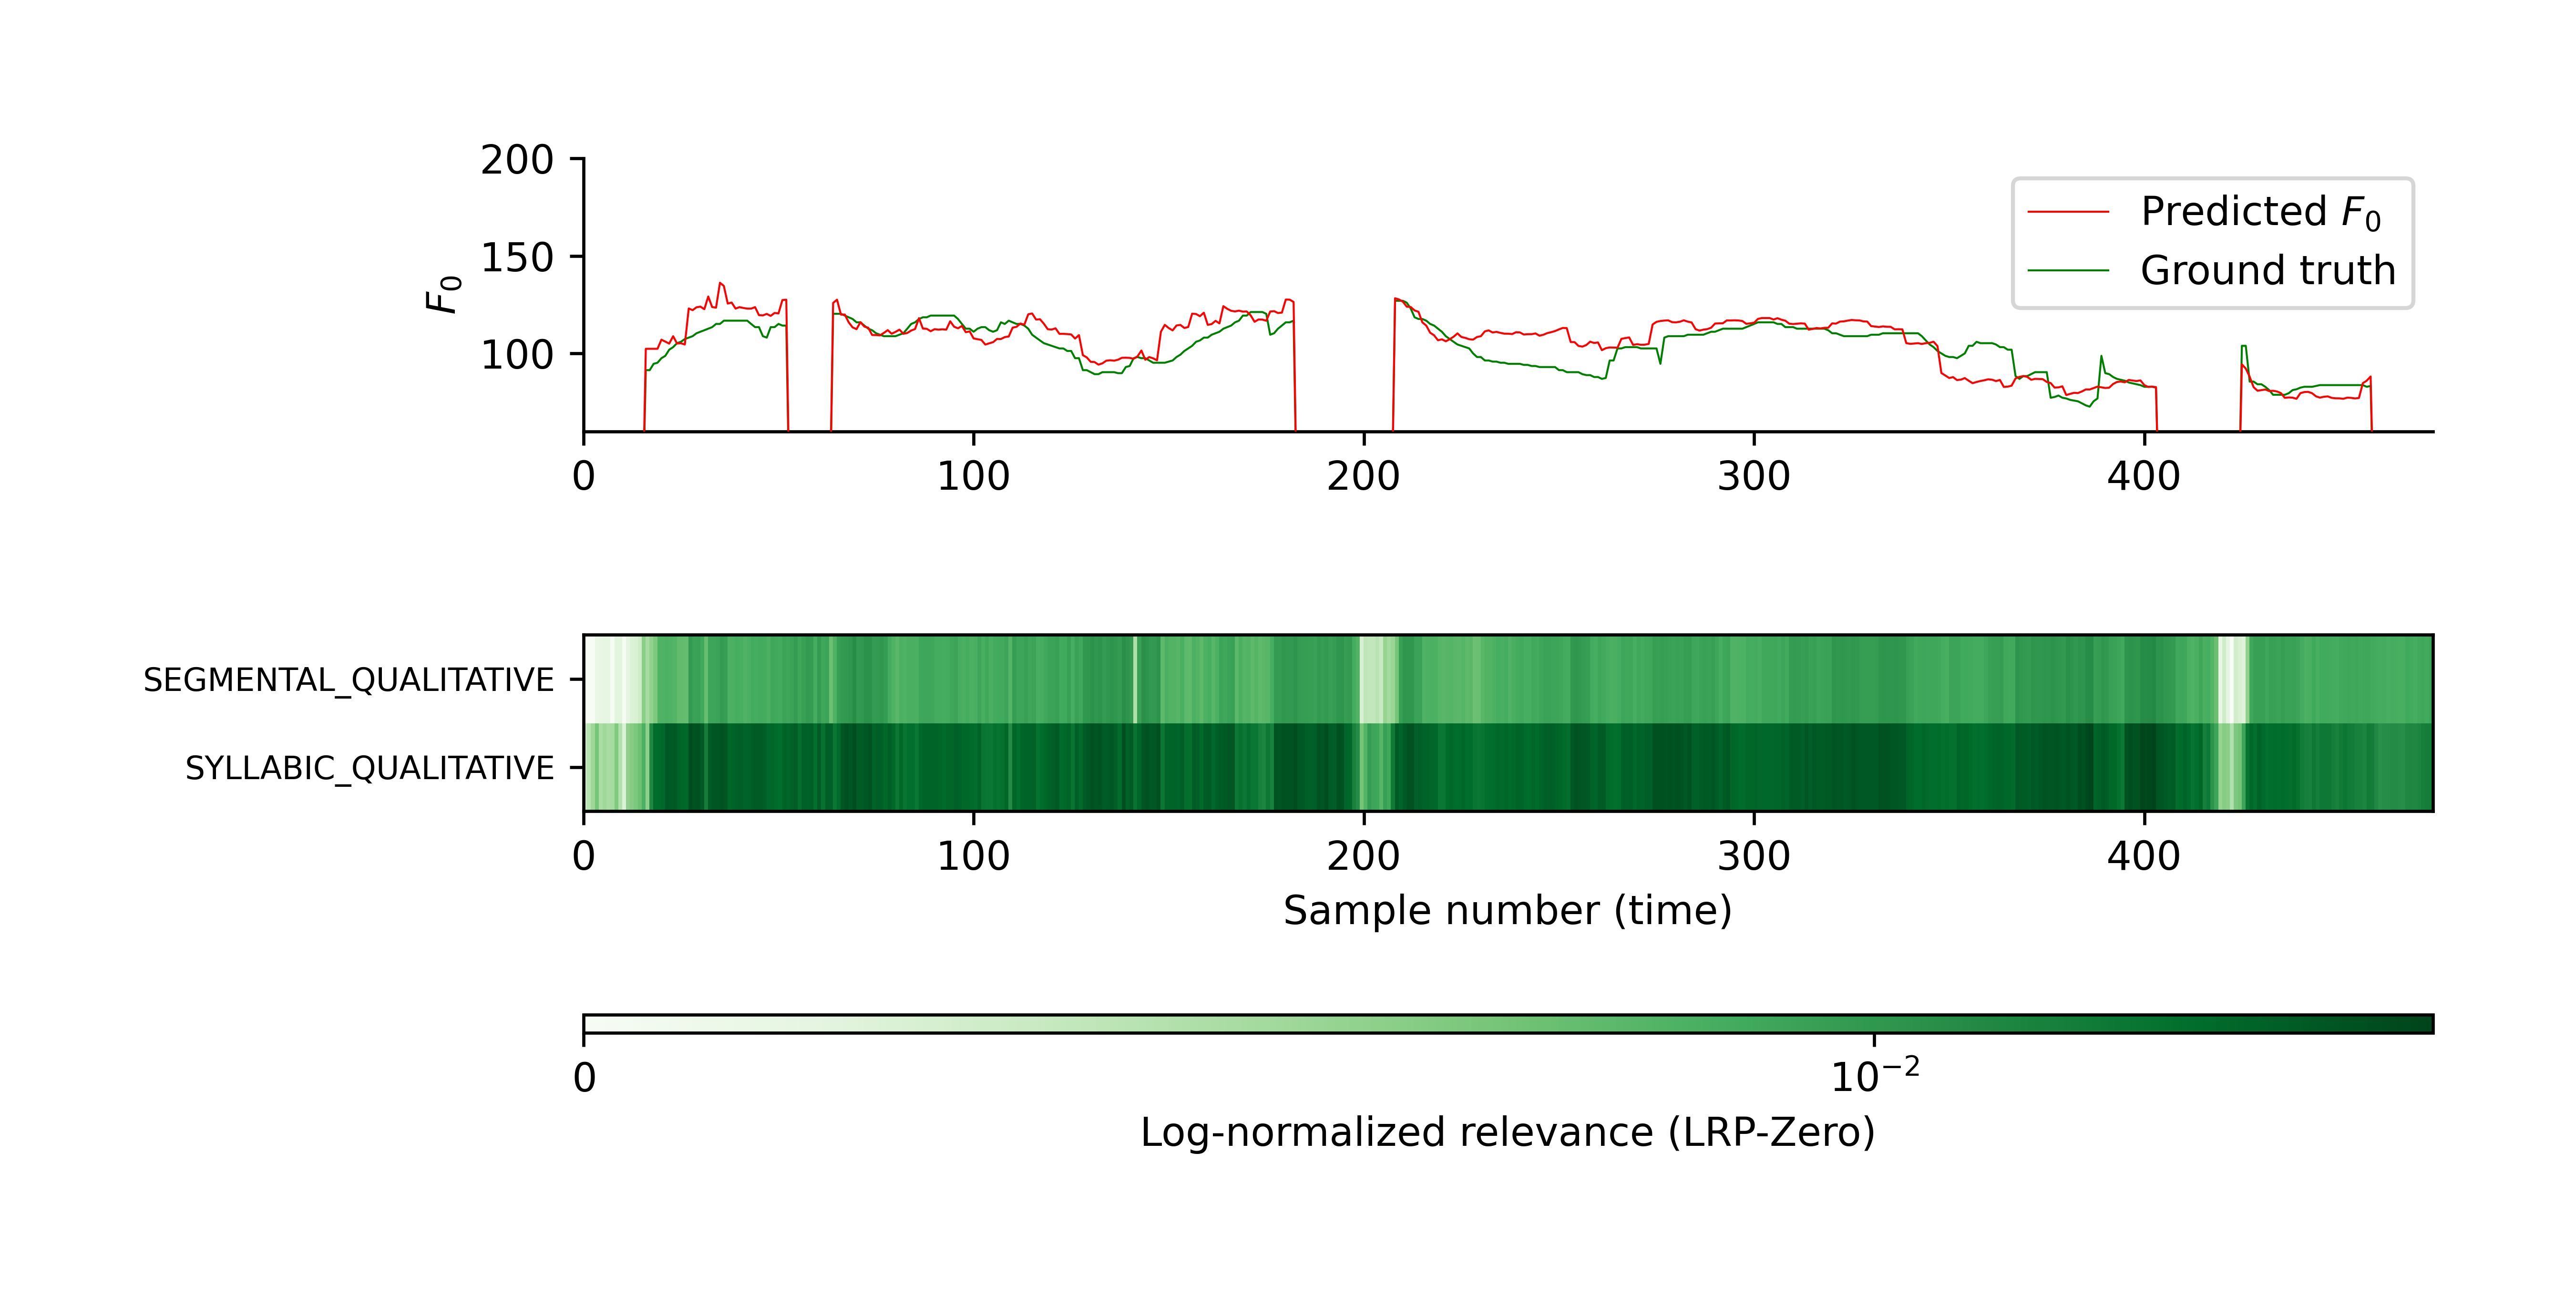 200
150
100
F₀
Predicted F₀
Ground truth
0 100 200 300 400
SEGMENTAL_QUALITATIVE
SYLLABIC_QUALITATIVE
0 100 200 300 400
Sample number (time)
0 10⁻²
Log-normalized relevance (LRP-Zero)